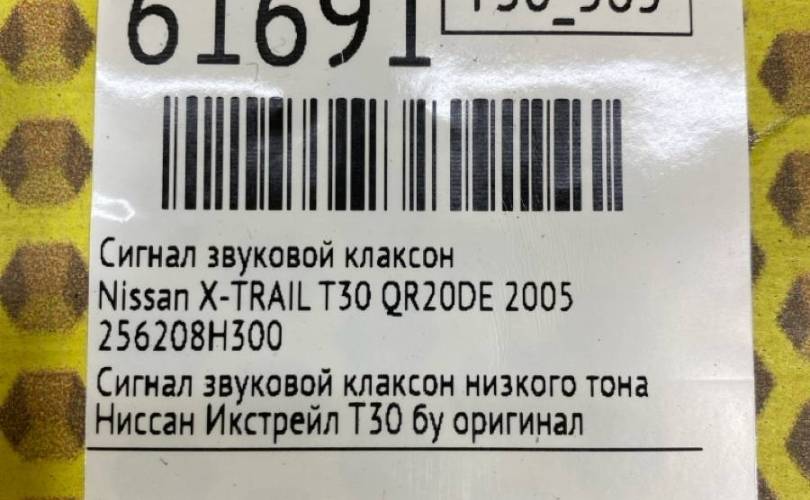 61691
Сигнал звуковой клаксон
Nissan X-TRAIL T30 QR20DE 2005
256208H300
Сигнал звуковой клаксон низкого тона
Ниссан Икстрейл Т30 бу оригинал